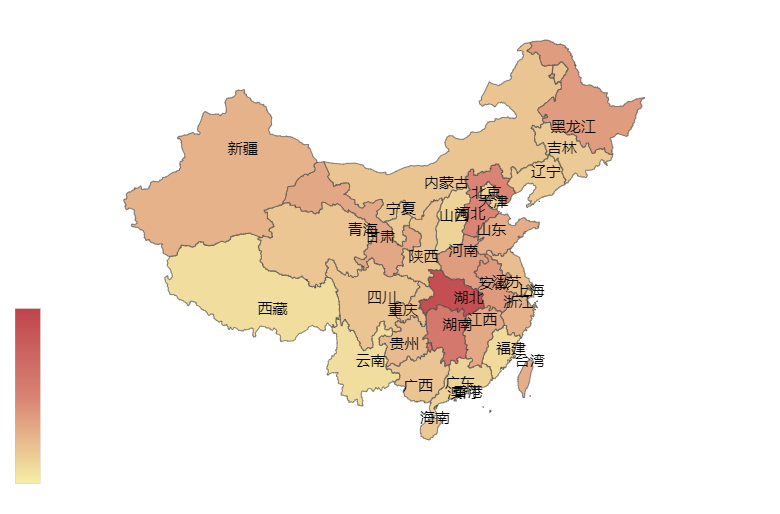 黑龙江
吉林
新疆
辽宁
内蒙古
北京
天津
宁夏
山西
河北
青海
甘肃
山东
河南
陕西
安徽
江苏
上海
四川
湖北
浙江
西藏
重庆
湖南
江西
贵州
福建
台湾
云南
广西
广东
澳门
香港
海南